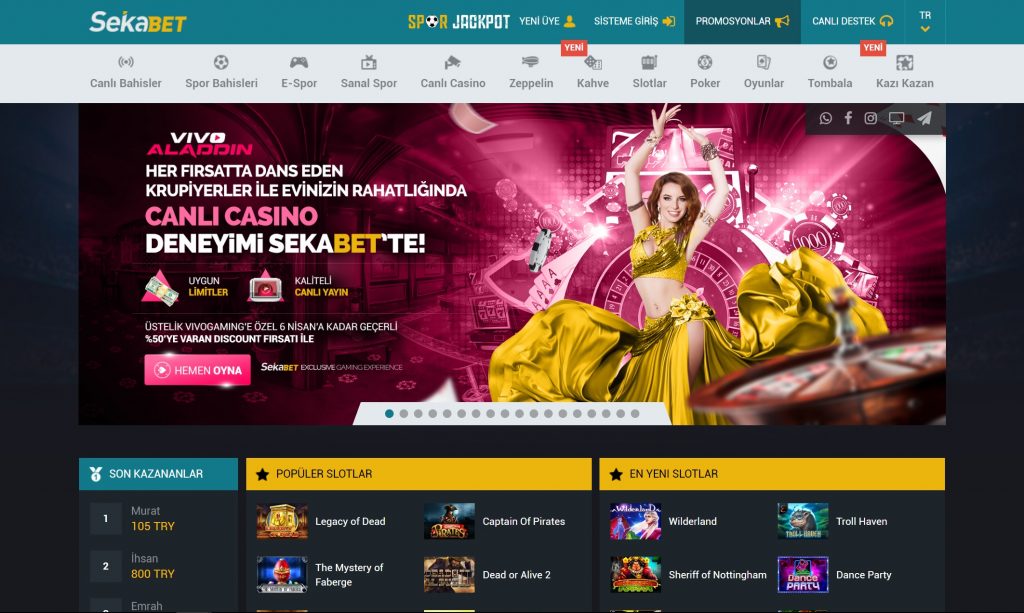 SekaBET
SPOR JACKPOT
YENİ ÜYE
SİSTEME GİRİŞ
PROMOSYONLAR
CANLI DESTEK
TR
YENİ
YENİ
Canlı Bahisler
Spor Bahisleri
E-Spor
Sanal Spor
Canlı Casino
Zeppelin
Kahve
Slotlar
Poker
Oyunlar
Tombala
Kazı Kazan
VIVO
ALADDIN
HER FIRSATTA DANS EDEN
KRUPİYERLER İLE EVİNİZİN RAHATLIĞINDA
CANLI CASINO
DENEYİMİ SEKABET'TE!
UYGUN
LİMİTLER
KALİTELİ
CANLI YAYIN
ÜSTELİK VIVOGAMING'E ÖZEL 6 NİSAN'A KADAR GEÇERLİ
%50'YE VARAN DISCOUNT FIRSATI İLE
HEMEN OYNA
SekaBET EXCLUSIVE GAMING EXPERIENCE
1000
SON KAZANANLAR
1
Murat
105 TRY
2
İhsan
800 TRY
Emrah
POPÜLER SLOTLAR
Legacy of Dead
Captain Of Pirates
The Mystery of
Faberge
Dead or Alive 2
EN YENI SLOTLAR
Wilderland
Troll Haven
Sheriff of Nottingham
Dance Party